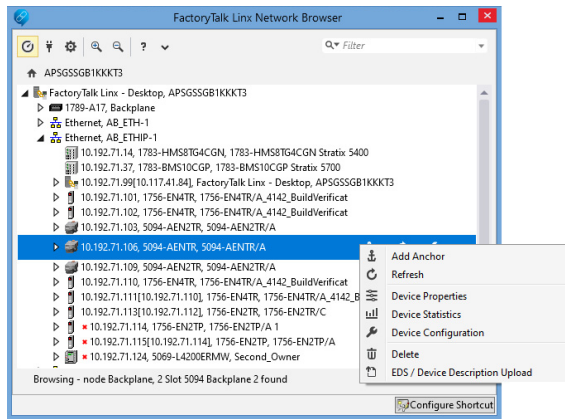 FactoryTalk Linx Network Browser
? Filter
APSGSSGB1KKKT3
FactoryTalk Linx - Desktop, APSGSSGB1KKKT3
1789-A17, Backplane
Ethernet, AB_ETH-1
Ethernet, AB_ETHIP-1
10.192.71.14, 1783-HMS8TG4CGN, 1783-HMS8TG4CGN Stratix 5400
10.192.71.37, 1783-BMS10CGP, 1783-BMS10CGP Stratix 5700
10.192.71.99[10.117.41.84], FactoryTalk Linx - Desktop, APSGSSGB1KKKT3
10.192.71.101, 1756-EN4TR, 1756-EN4TR/A_4142_BuildVerificat
10.192.71.102, 1756-EN4TR, 1756-EN4TR/A_4142_BuildVerificat
10.192.71.103, 5094-AEN2TR, 5094-AEN2TR/A
10.192.71.106, 5094-AENTR, 5094-AENTR/A
10.192.71.109, 5094-AEN2TR, 5094-AEN2TR/A
10.192.71.110, 1756-EN4TR, 1756-EN4TR/A_4142_BuildVerificat
10.192.71.111[10.192.71.110], 1756-EN4TR, 1756-EN4TR/A_4142_B
10.192.71.113[10.192.71.112], 1756-EN2TR, 1756-EN2TR/C
10.192.71.114, 1756-EN2TP, 1756-EN2TP/A 1
10.192.71.115[10.192.71.114], 1756-EN2TP, 1756-EN2TP/A
10.192.71.124, 5069-L4200ERMW, Second_Owner
Add Anchor
Refresh
Device Properties
Device Statistics
Device Configuration
Delete
EDS / Device Description Upload
Browsing - node Backplane, 2 Slot 5094 Backplane 2 found
Configure Shortcut